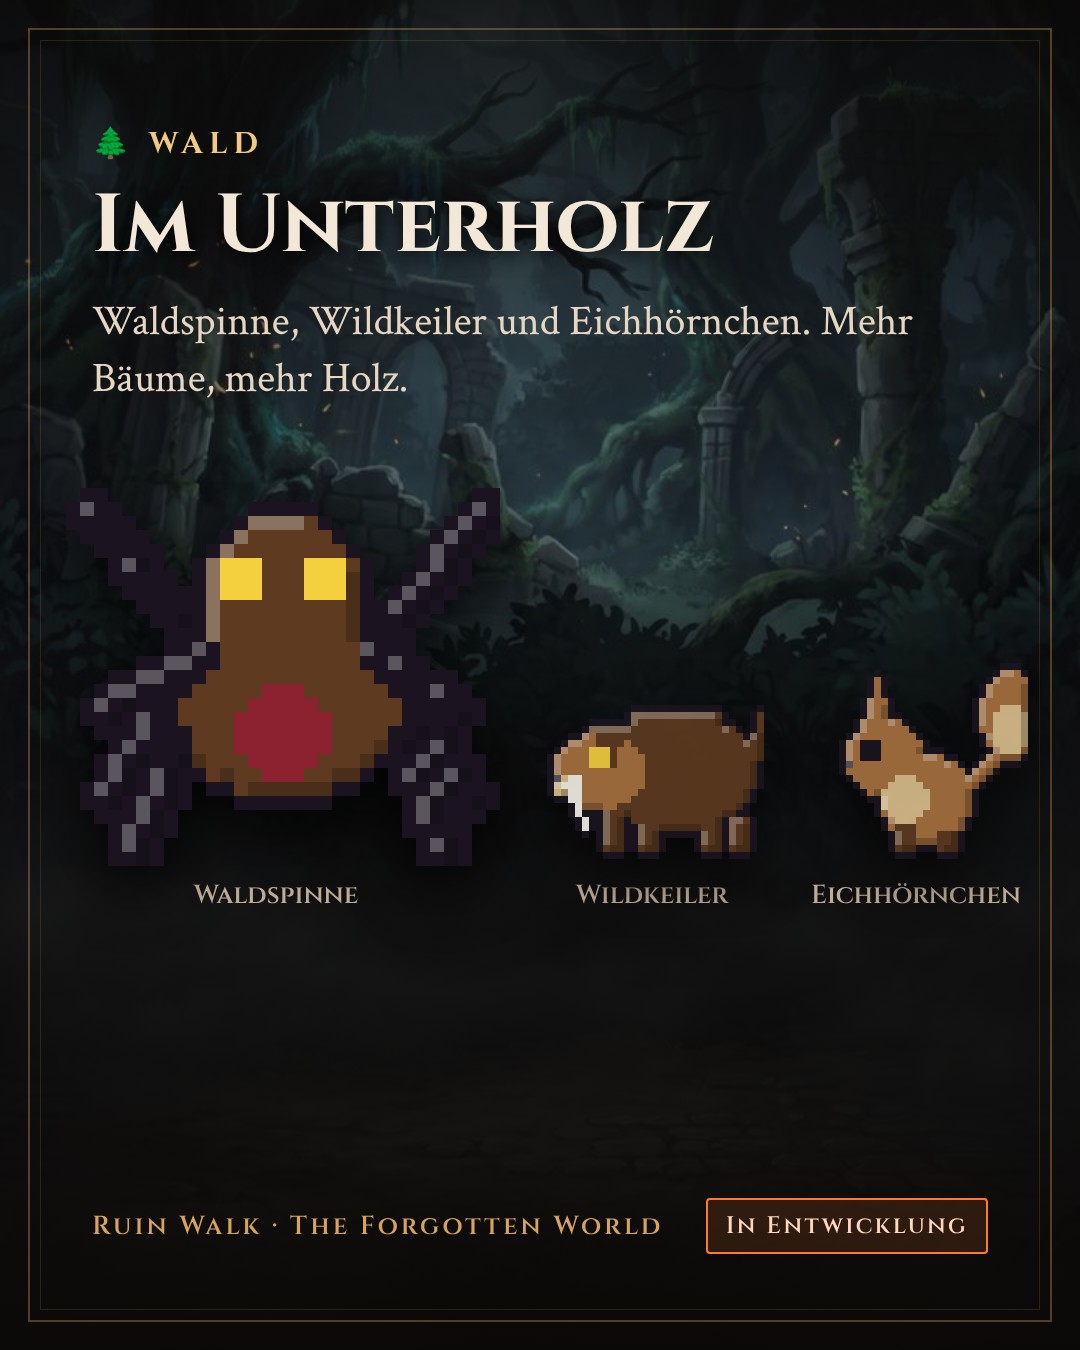 WALD
Im Unterholz
Waldspinne, Wildkeiler und Eichhörnchen. Mehr
Bäume, mehr Holz.
Waldspinne Wildkeiler Eichhörnchen
Ruin Walk · The Forgotten World
In Entwicklung